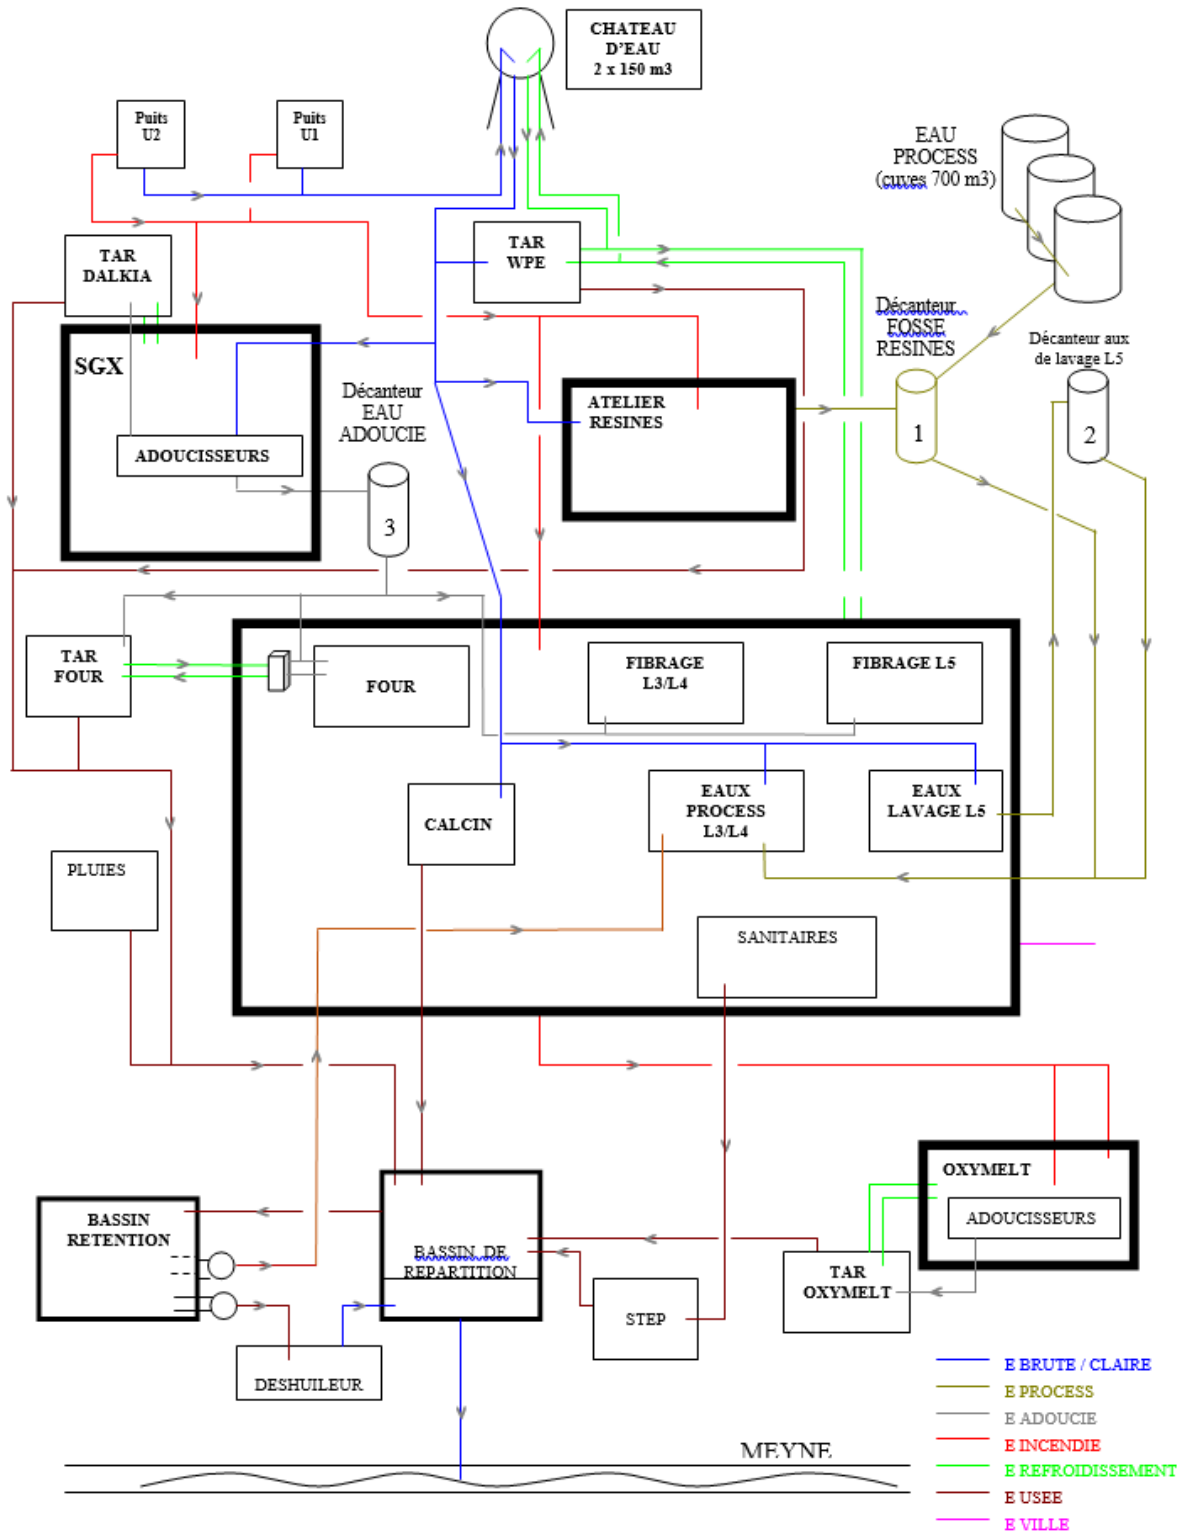 CHATEAU
D'EAU
2 x 150 m3
Puits
U2
Puits
U1
EAU
PROCESS
(cuves 700 m3)
TAR
DALKIA
TAR
WPE
Décanteur
FOSSE
RESINES
Décanteur aux
de lavage L5
SGX
Décanteur
EAU
ADOUCIE
ATELIER
RESINES
ADOUCISSEURS
1
2
3
TAR
FOUR
FOUR
FIBRAGE
L3/L4
FIBRAGE L5
CALCIN
EAUX
PROCESS
L3/L4
EAUX
LAVAGE L5
PLUIES
SANITAIRES
OXYMELT
ADOUCISSEURS
BASSIN
RETENTION
BASSIN DE
REPARTITION
TAR
OXYMELT
STEP
DESHUILEUR
MEYNE
E BRUTE / CLAIRE
E PROCESS
E ADOUCIE
E INCENDIE
E REFROIDISSEMENT
E USEE
E VILLE